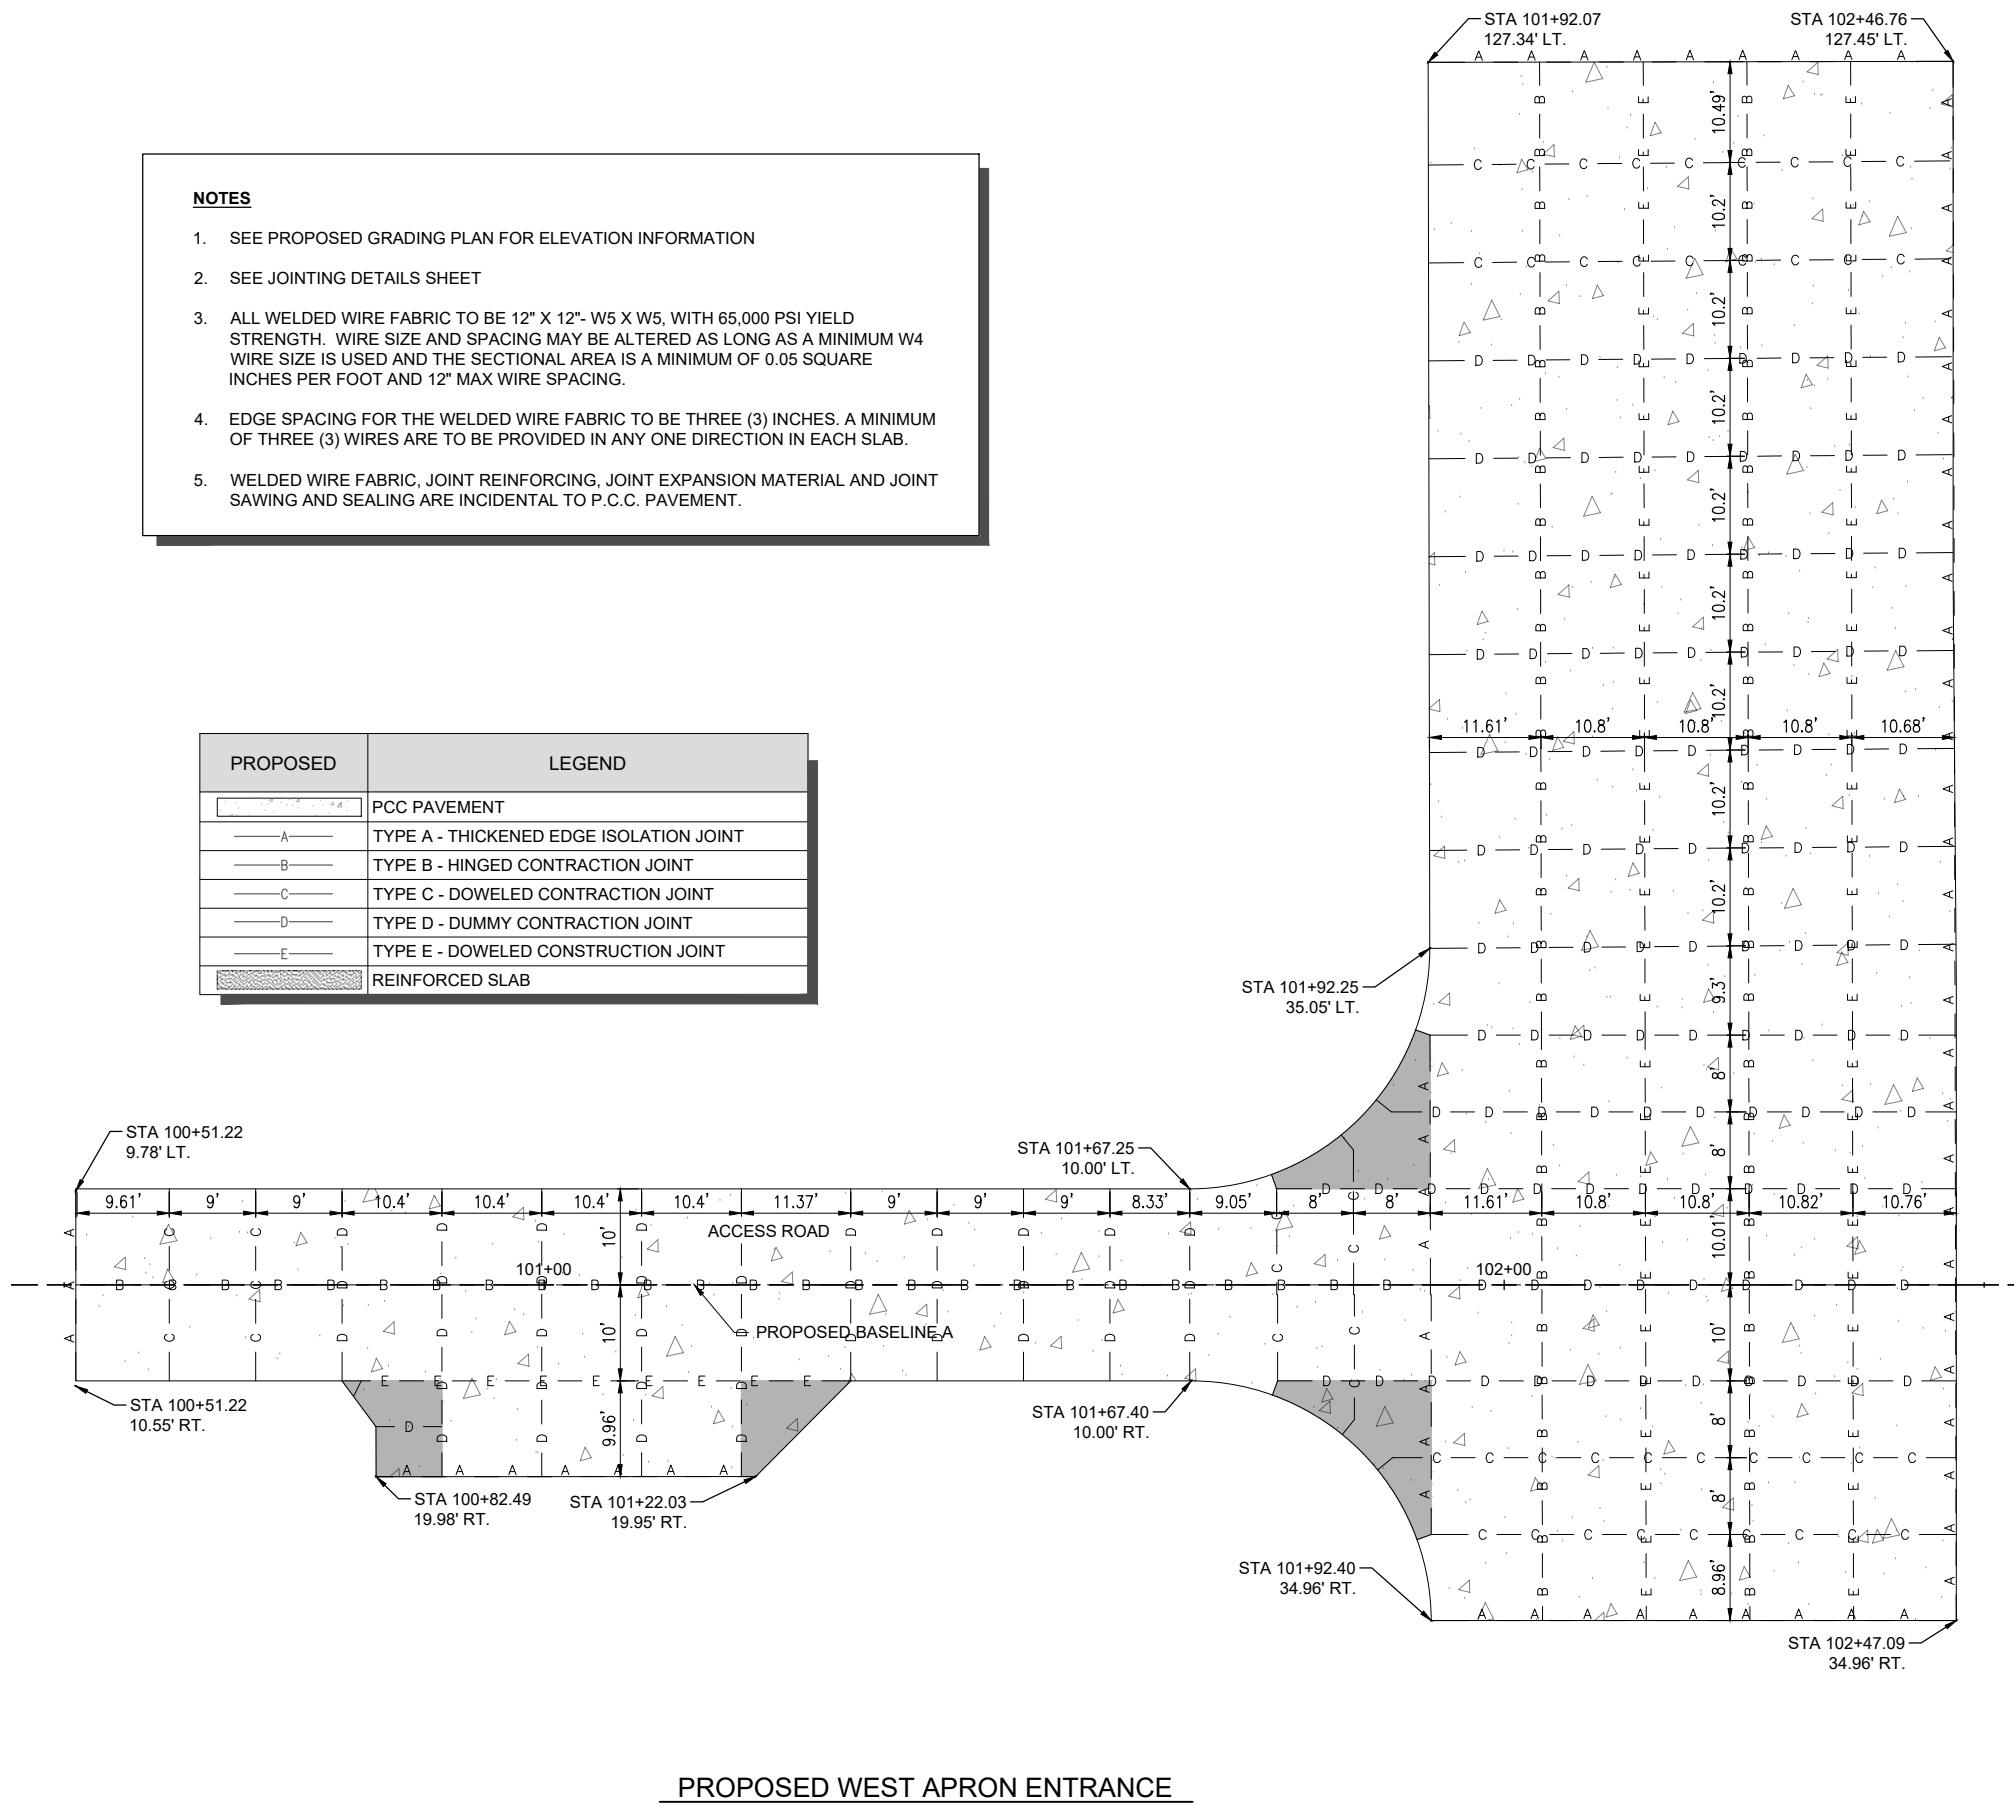 STA 101+92.07
127.34' LT.
STA 102+46.76
127.45' LT.
A A A A A A A A A
NOTES
1. SEE PROPOSED GRADING PLAN FOR ELEVATION INFORMATION
2. SEE JOINTING DETAILS SHEET
3. ALL WELDED WIRE FABRIC TO BE 12" X 12"- W5 X W5, WITH 65,000 PSI YIELD
STRENGTH. WIRE SIZE AND SPACING MAY BE ALTERED AS LONG AS A MINIMUM W4
WIRE SIZE IS USED AND THE SECTIONAL AREA IS A MINIMUM OF 0.05 SQUARE
INCHES PER FOOT AND 12" MAX WIRE SPACING.
4. EDGE SPACING FOR THE WELDED WIRE FABRIC TO BE THREE (3) INCHES. A MINIMUM
OF THREE (3) WIRES ARE TO BE PROVIDED IN ANY ONE DIRECTION IN EACH SLAB.
5. WELDED WIRE FABRIC, JOINT REINFORCING, JOINT EXPANSION MATERIAL AND JOINT
SAWING AND SEALING ARE INCIDENTAL TO P.C.C. PAVEMENT.
PROPOSED LEGEND
PCC PAVEMENT
A TYPE A - THICKENED EDGE ISOLATION JOINT
B TYPE B - HINGED CONTRACTION JOINT
C TYPE C - DOWELED CONTRACTION JOINT
D TYPE D - DUMMY CONTRACTION JOINT
E TYPE E - DOWELED CONSTRUCTION JOINT
REINFORCED SLAB
10.49'
10.2'
10.2'
10.2'
10.2'
10.2'
10.2'
10.2'
10.2'
9.3'
8'
8'
10.01'
10'
8'
8'
8.96'
11.61' 10.8' 10.8' 10.8' 10.68'
STA 101+92.25
35.05' LT.
STA 100+51.22
9.78' LT.
STA 101+67.25
10.00' LT.
9.61' 9' 9' 10.4' 10.4' 10.4' 10.4' 11.37' 9' 9' 9' 8.33' 9.05' 8' 8' 11.61' 10.8' 10.8' 10.82' 10.76'
10'
ACCESS ROAD
101+00
102+00
10'
PROPOSED BASELINE A
9.96'
STA 100+51.22
10.55' RT.
STA 101+67.40
10.00' RT.
STA 100+82.49
19.98' RT.
STA 101+22.03
19.95' RT.
STA 101+92.40
34.96' RT.
STA 102+47.09
34.96' RT.
PROPOSED WEST APRON ENTRANCE